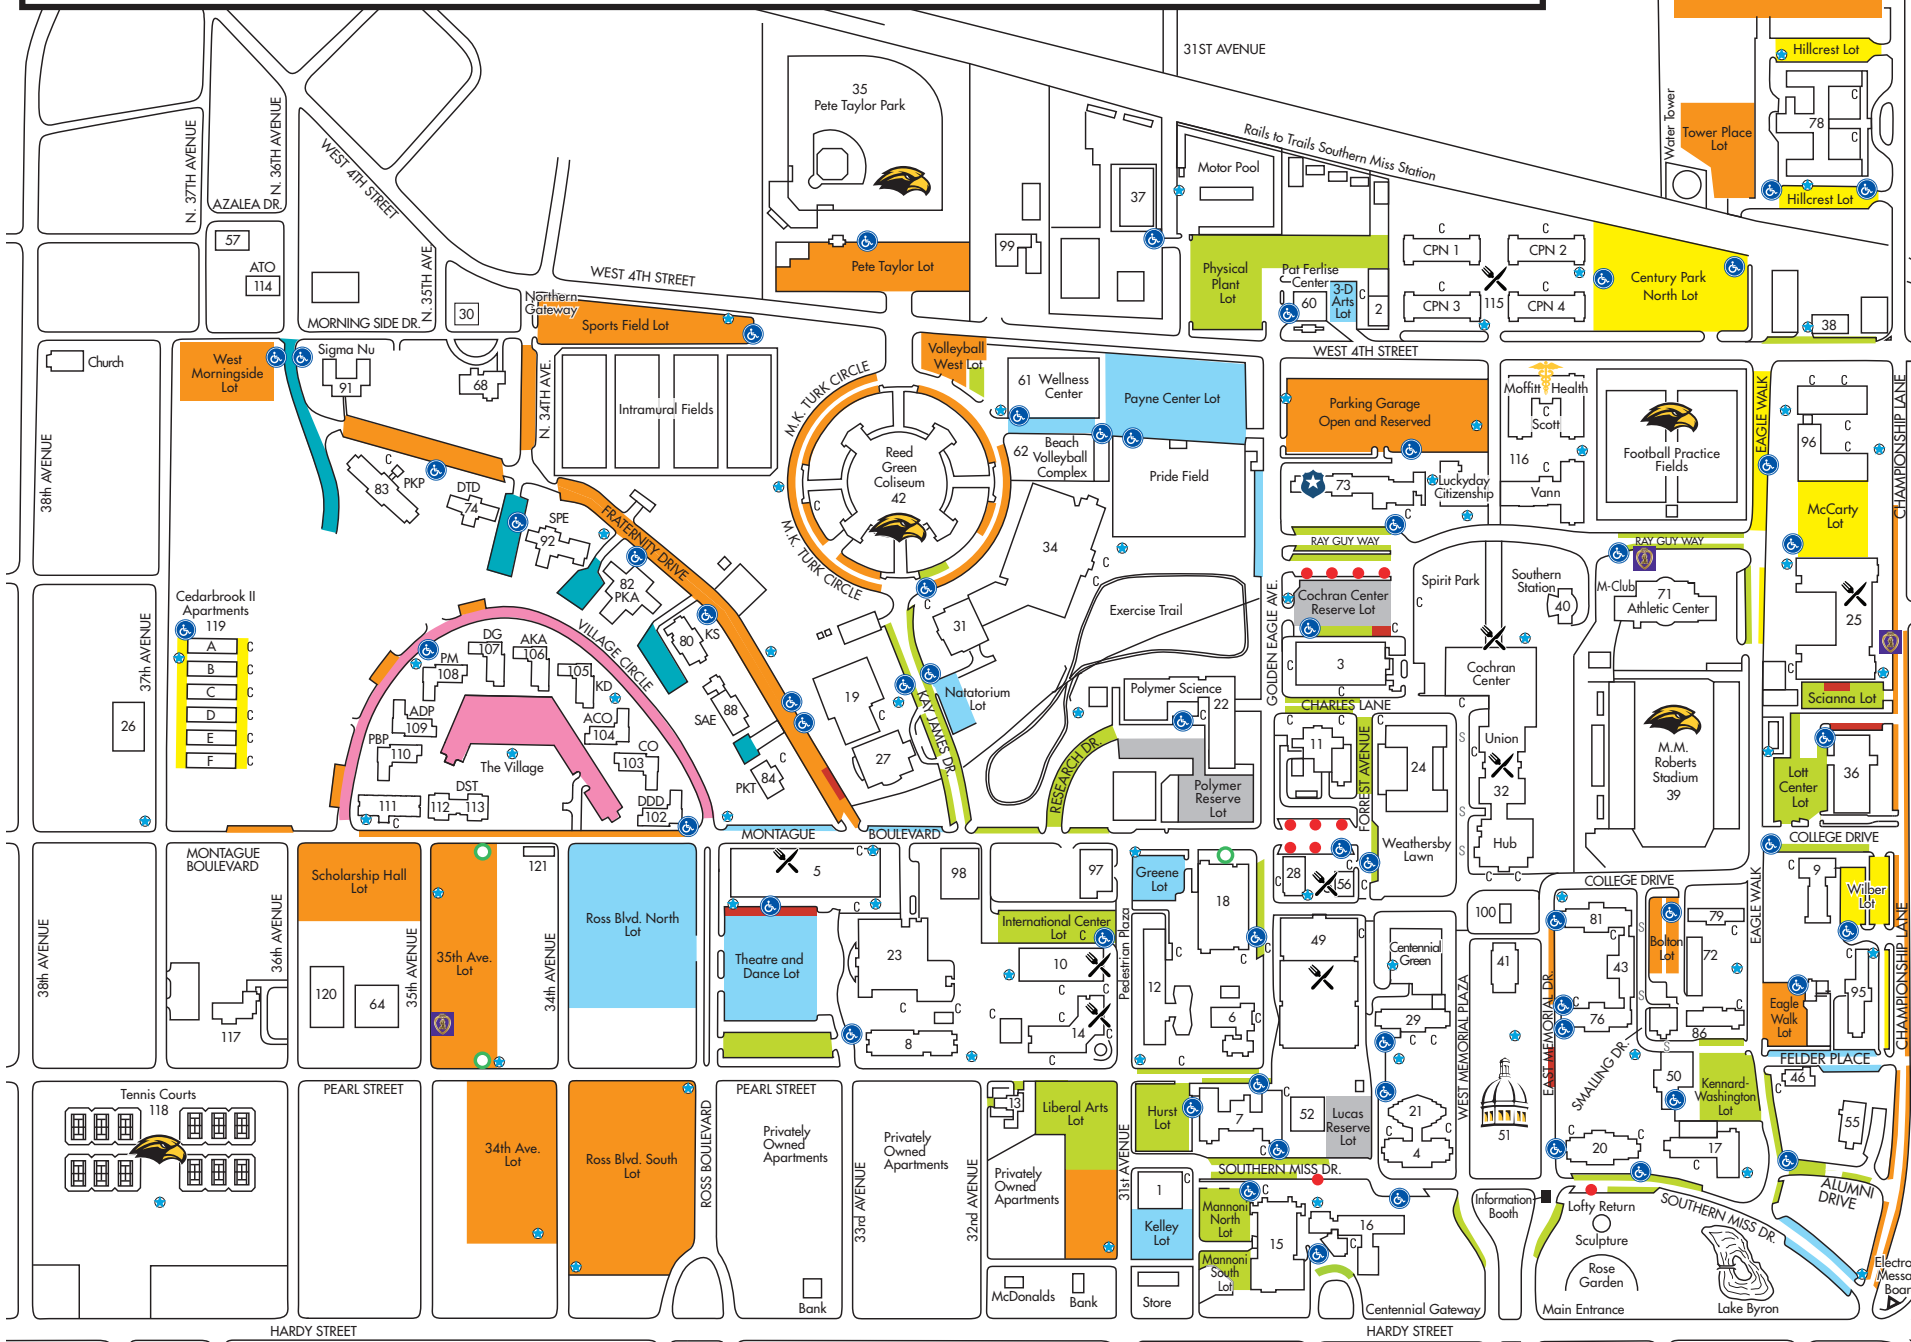 31ST AVENUE
Hillcrest Lot
35
Pete Taylor Park
Water Tower
Tower Place
Lot
C
78
C
Rails to Trails Southern Miss Station
Hillcrest Lot
N. 37TH AVENUE
N. 36TH AVENUE
AZALEA DR.
WEST 4TH STREET
Motor Pool
37
2
57
ATO
114
99
Pete Taylor Lot
WEST 4TH STREET
N. 35TH AVE.
MORNING SIDE DR.
30
Northern
Gateway
Sports Field Lot
Physical
Plant
Lot
Pat Ferlise
Center
60
3-D
Arts
Lot
C
2
C
C
CPN 1
CPN 2
CPN 3
115
CPN 4
C
C
Century Park
North Lot
38
WEST 4TH STREET
Church
West
Morningside
Lot
Sigma Nu
91
68
N. 34TH AVE.
Intramural Fields
M.K. TURK CIRCLE
Volleyball
West Lot
61 Wellness
Center
Payne Center Lot
62
Beach
Volleyball
Complex
Pride Field
Parking Garage
Open and Reserved
Moffitt Health
C
Scott
116
C
Vann
Football Practice
Fields
EAGLE WALK
C C
96
C
C
CHAMPIONSHIP LANE
38th AVENUE
C
83
PKP
DTD
74
SPE
92
FRATERNITY DRIVE
Reed
Green
Coliseum
42
C
M.K. TURK CIRCLE
34
C
C
73
C
Luckyday
Citizenship
McCarty
Lot
RAY GUY WAY
RAY GUY WAY
82
PKA
Cedarbrook II
Apartments
119
A C
B C
C C
D C
E C
F C
37th AVENUE
26
VILLAGE CIRCLE
80
KS
SAE
88
PKT
84
C
DG
107
AKA
106
PM
108
105
KD
ADP
109
ACO
104
PBP
110
CO
103
The Village
DST
111
112
113
C
DDD
102
C
31
19
C
27
KAY JAMES DR.
Natatorium
Lot
Exercise Trail
GOLDEN EAGLE AVE.
Cochran Center
Reserve Lot
C
3
C
C
Spirit Park
C
Southern
Station
40
M-Club
71
Athletic Center
Cochran
Center
C
25
Scianna Lot
Polymer Science
22
C
RESEARCH DR.
Polymer
Reserve
Lot
CHARLES LANE
C
C
C
11
FORREST AVENUE
24
S
Union
32
S
Hub
S
C C
Weathersby
Lawn
M.M.
Roberts
Stadium
39
Lott
Center
Lot
36
COLLEGE DRIVE
MONTAGUE
BOULEVARD
MONTAGUE
BOULEVARD
Scholarship Hall
Lot
121
35th Ave.
Lot
Ross Blvd. North
Lot
5
C
C
98
97
Theatre and
Dance Lot
23
C
C
C
8
International Center
Lot
C
10
C
C
14
C
C
Pedestrian Plaza
Greene
Lot
18
C
12
C
6
C
C
C
28
C
56
C
49
COLLEGE DRIVE
100
Centennial
Green
C
C
29
C C
41
WEST MEMORIAL PLAZA
EAST MEMORIAL DR.
81
C
43
76
S
Bolton
Lot
S
79
72
86
S
EAGLE WALK
9
Wilber
Lot
C
95
Eagle
Walk
Lot
CHAMPIONSHIP LANE
FELDER PLACE
38th AVENUE
36th AVENUE
35th AVENUE
34th AVENUE
117
120
64
Tennis Courts
118
PEARL STREET
PEARL STREET
34th Ave.
Lot
Ross Blvd. South
Lot
ROSS BOULEVARD
Privately
Owned
Apartments
33rd AVENUE
Privately
Owned
Apartments
32nd AVENUE
13
Liberal Arts
Lot
Privately
Owned
Apartments
31st AVENUE
Hurst
Lot
7
52
Lucas
Reserve
Lot
C
21
C
C
4
51
SMALLING DR.
50
C
Kennard-
Washington
Lot
46
C
55
20
C
C
17
C
SOUTHERN MISS DR.
1
C
Kelley
Lot
Mannoni
North
Lot
C
15
Mannoni
South
Lot
16
C
Information
Booth
Lofty Return
Sculpture
Rose
Garden
SOUTHERN MISS DR.
ALUMNI
DRIVE
Electro
Messa
Boar
Lake Byron
McDonalds
Bank
Bank
Store
Centennial Gateway
Main Entrance
HARDY STREET
HARDY STREET